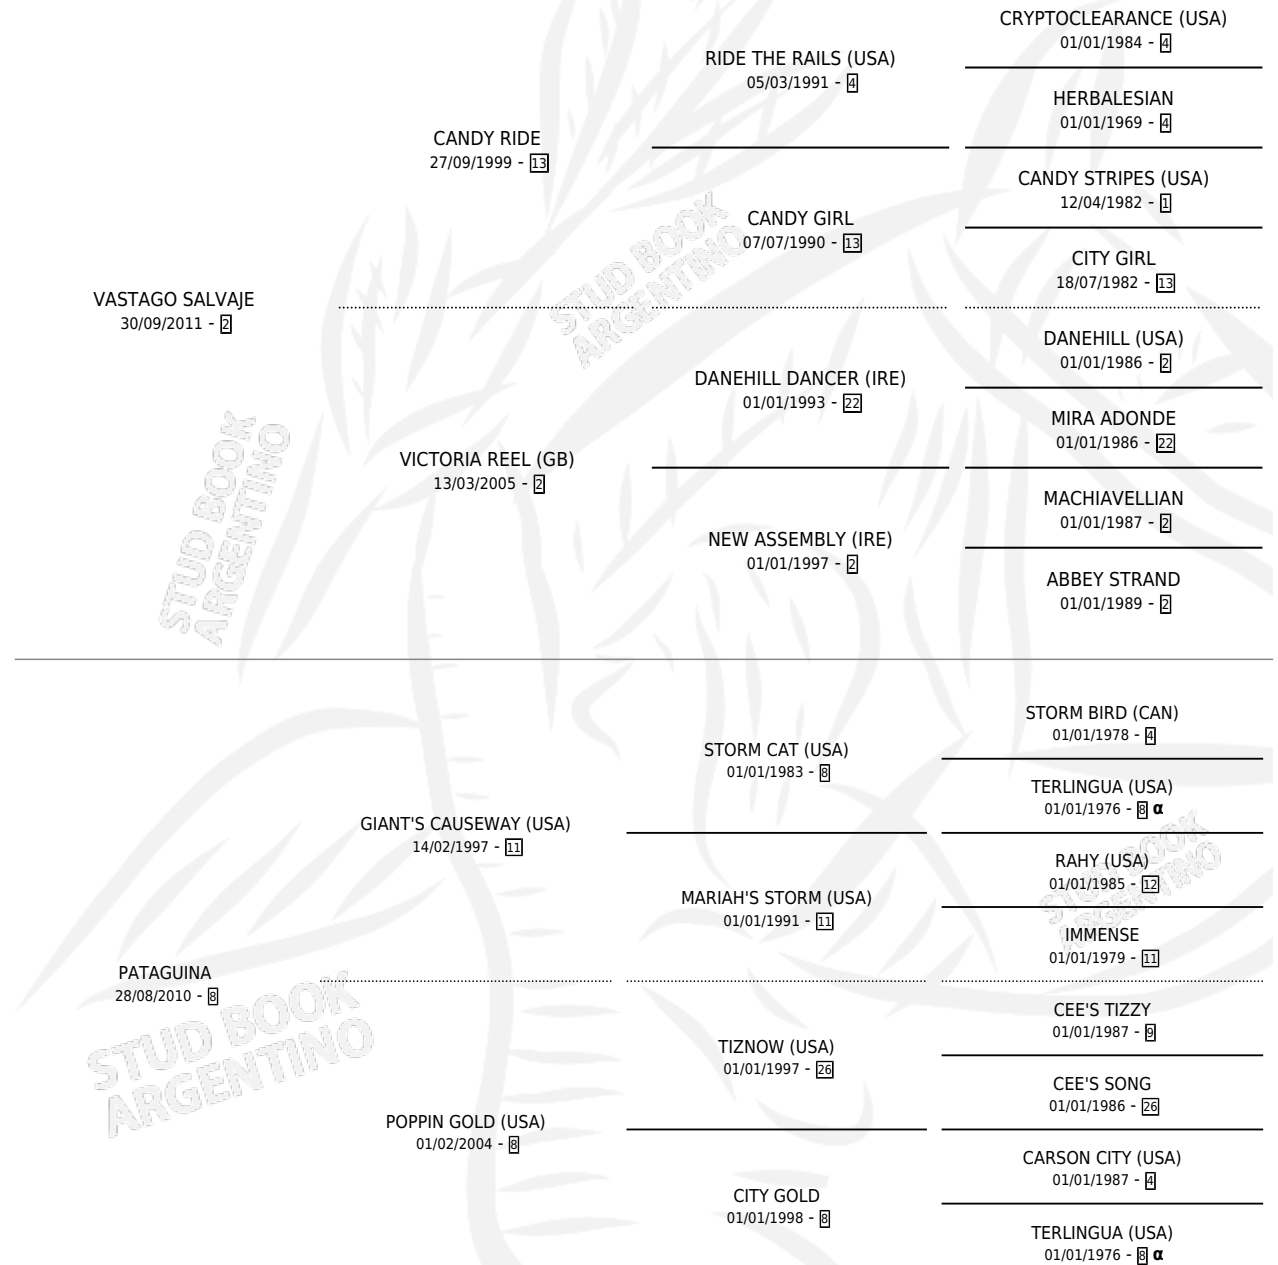 CRYPTOCLEARANCE (USA)
01/01/1984 - 4
RIDE THE RAILS (USA)
05/03/1991 - 4
HERBALESIAN
01/01/1969 - 4
CANDY RIDE
27/09/1999 - 13
CANDY STRIPES (USA)
12/04/1982 - 1
CANDY GIRL
07/07/1990 - 13
CITY GIRL
18/07/1982 - 13
VASTAGO SALVAJE
30/09/2011 - 2
STUD BOOK
ARGENTINO
DANEHILL (USA)
01/01/1986 - 2
DANEHILL DANCER (IRE)
01/01/1993 - 22
MIRA ADONDE
01/01/1986 - 22
VICTORIA REEL (GB)
13/03/2005 - 2
MACHIAVELLIAN
01/01/1987 - 2
NEW ASSEMBLY (IRE)
01/01/1997 - 2
ABBEY STRAND
01/01/1989 - 2
STUD BOOK
ARGENTINO
STORM BIRD (CAN)
01/01/1978 - 4
STORM CAT (USA)
01/01/1983 - 8
TERLINGUA (USA)
01/01/1976 - 8 α
GIANT'S CAUSEWAY (USA)
14/02/1997 - 11
RAHY (USA)
01/01/1985 - 12
MARIAH'S STORM (USA)
01/01/1991 - 11
IMMENSE
01/01/1979 - 11
STUD BOOK
ARGENTINO
PATAGUINA
28/08/2010 - 8
CEE'S TIZZY
01/01/1987 - 9
TIZNOW (USA)
01/01/1997 - 26
CEE'S SONG
01/01/1986 - 26
POPPIN GOLD (USA)
01/02/2004 - 8
CARSON CITY (USA)
01/01/1987 - 4
CITY GOLD
01/01/1998 - 8
TERLINGUA (USA)
01/01/1976 - 8 α
STUD BOOK
ARGENTINO